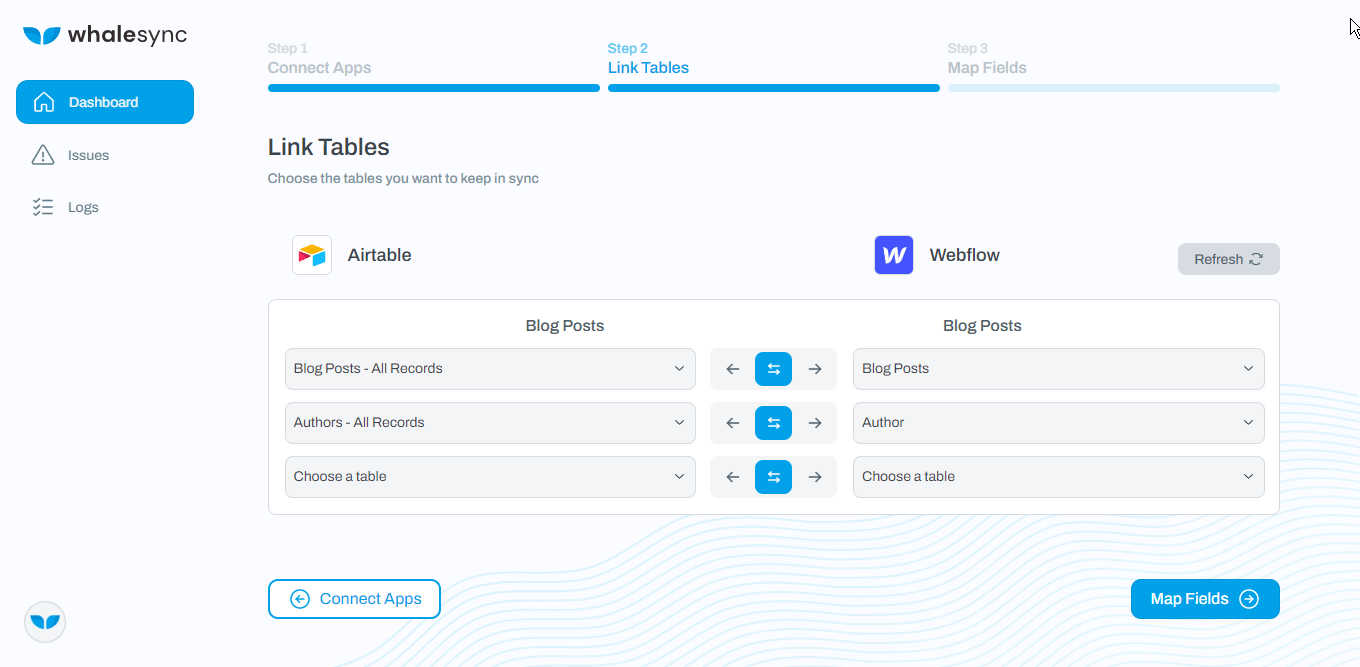 whalesync
Dashboard
Issues
Logs
Step 1
Connect Apps
Step 2
Link Tables
Step 3
Map Fields
Link Tables
Choose the tables you want to keep in sync
Airtable
Webflow
Refresh
Blog Posts
Blog Posts
Blog Posts - All Records
Blog Posts
Authors - All Records
Author
Choose a table
Choose a table
Connect Apps
Map Fields